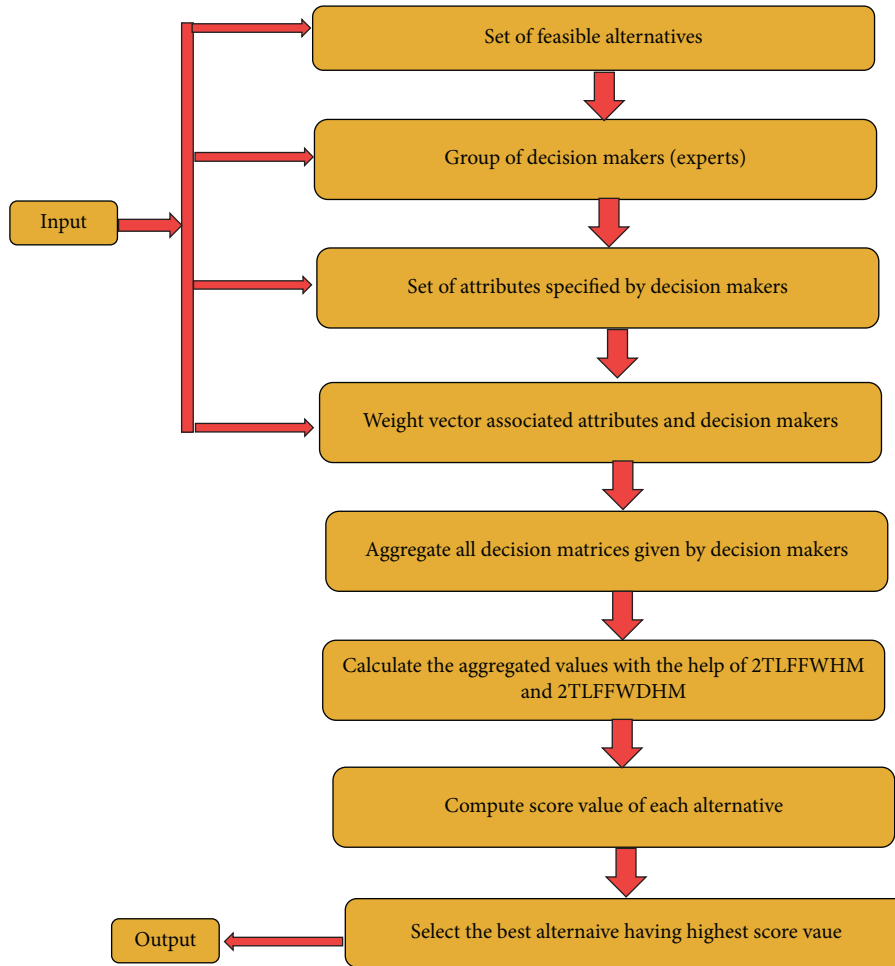 Set of feasible alternatives
Group of decision makers (experts)
Input
Set of attributes specified by decision makers
Weight vector associated attributes and decision makers
Aggregate all decision matrices given by decision makers
Calculate the aggregated values with the help of 2TLFFWHM
and 2TLFFWDHM
Compute score value of each alternative
Select the best alternaive having highest score vaue
Output